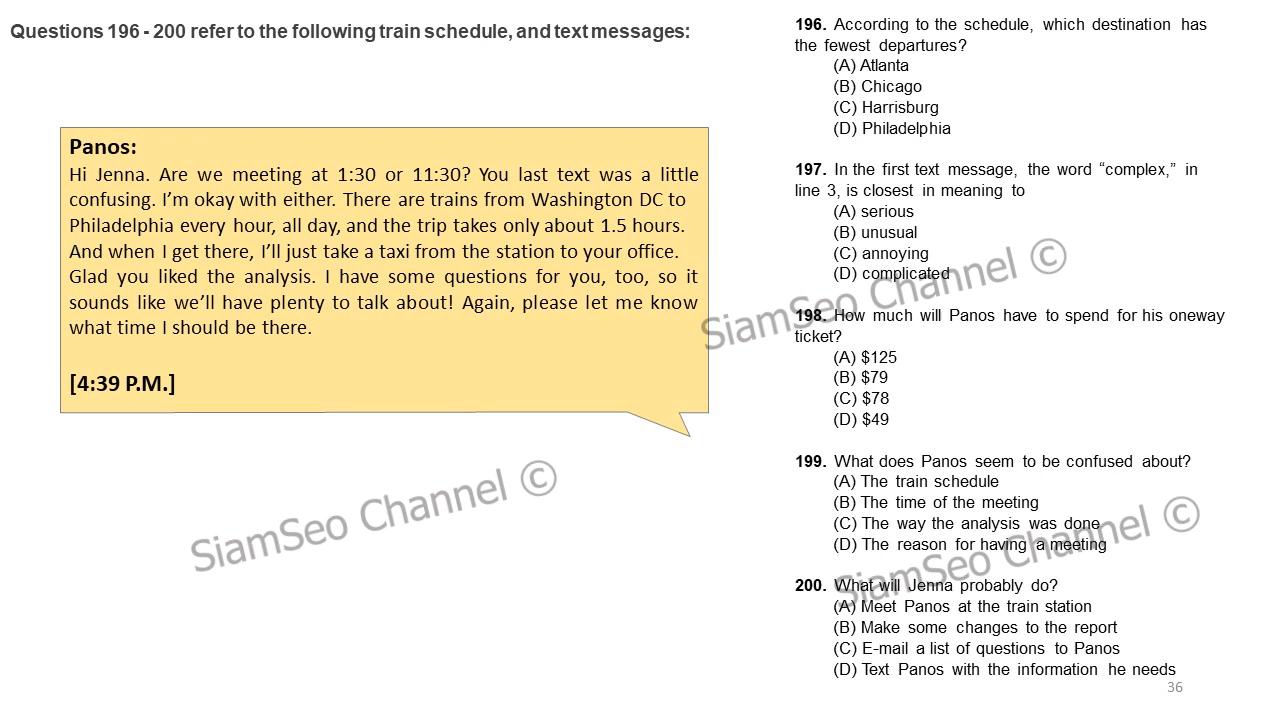 Questions 196 - 200 refer to the following train schedule, and text messages:
Panos:
Hi Jenna. Are we meeting at 1:30 or 11:30? You last text was a little
confusing. I’m okay with either. There are trains from Washington DC to
Philadelphia every hour, all day, and the trip takes only about 1.5 hours.
And when I get there, I’ll just take a taxi from the station to your office.
Glad you liked the analysis. I have some questions for you, too, so it
sounds like we’ll have plenty to talk about! Again, please let me know
what time I should be there.
[4:39 P.M.]
196. According to the schedule, which destination has
the fewest departures?
(A) Atlanta
(B) Chicago
(C) Harrisburg
(D) Philadelphia
197. In the first text message, the word “complex,” in
line 3, is closest in meaning to
(A) serious
(B) unusual
(C) annoying
(D) complicated
198. How much will Panos have to spend for his oneway
ticket?
(A) $125
(B) $79
(C) $78
(D) $49
199. What does Panos seem to be confused about?
(A) The train schedule
(B) The time of the meeting
(C) The way the analysis was done
(D) The reason for having a meeting
200. What will Jenna probably do?
(A) Meet Panos at the train station
(B) Make some changes to the report
(C) E-mail a list of questions to Panos
(D) Text Panos with the information he needs
36
SiamSeo Channel ©
SiamSeo Channel ©
SiamSeo Channel ©